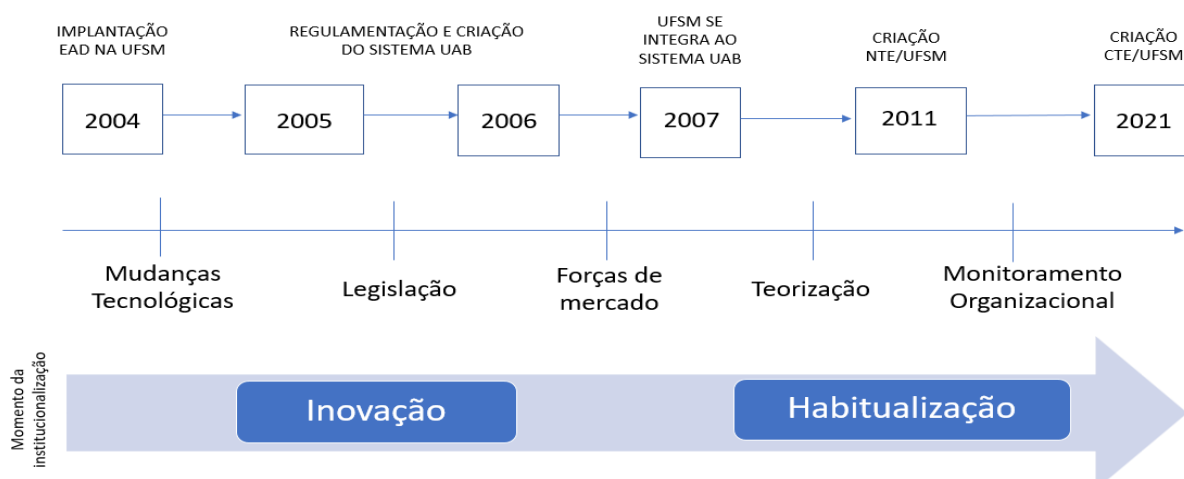 IMPLANTAÇÃO
EAD NA UFSM
REGULAMENTAÇÃO E CRIAÇÃO
DO SISTEMA UAB
UFSM SE
INTEGRA AO
SISTEMA UAB
CRIAÇÃO
NTE/UFSM
CRIAÇÃO
CTE/UFSM
2004
2005
2006
2007
2011
2021
Mudanças
Tecnológicas
Legislação
Forças de
mercado
Teorização
Monitoramento
Organizacional
Momento da
institucionalização
Inovação
Habitualização